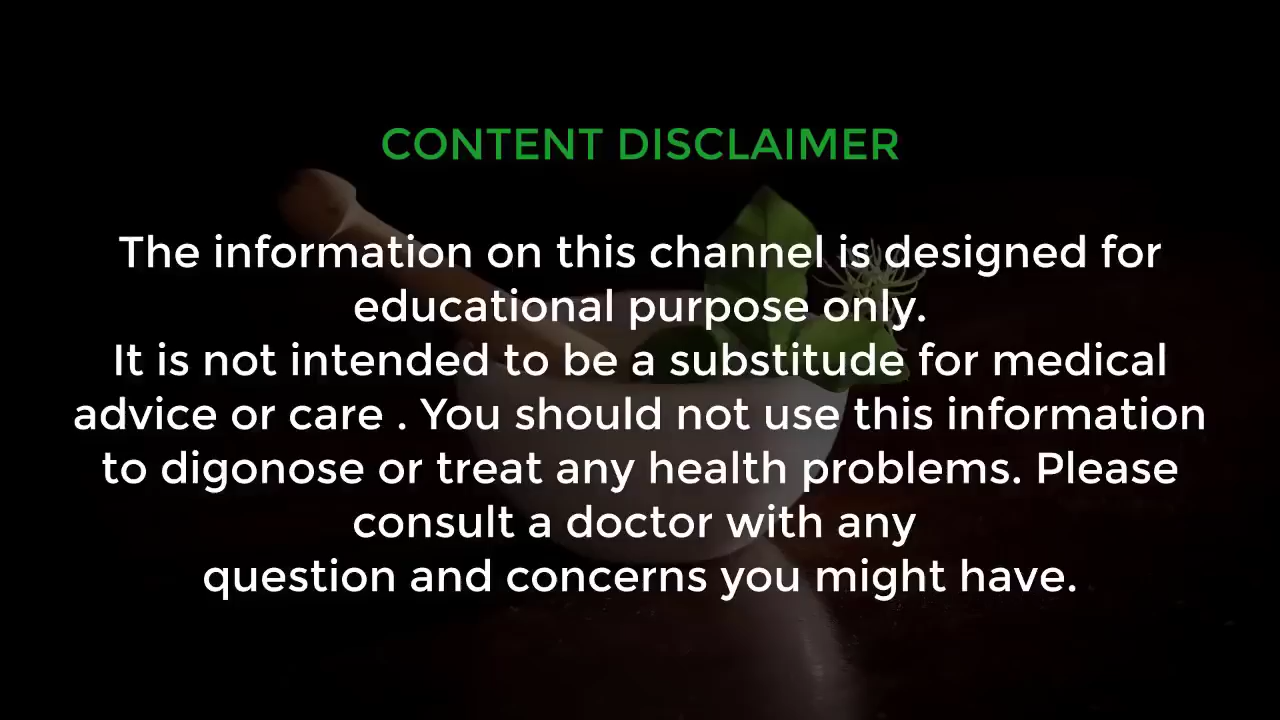 CONTENT DISCLAIMER
The information on this channel is designed for
educational purpose only.
It is not intended to be a substitude for medical
advice or care . You should not use this information
to digonose or treat any health problems. Please
consult a doctor with any
question and concerns you might have.